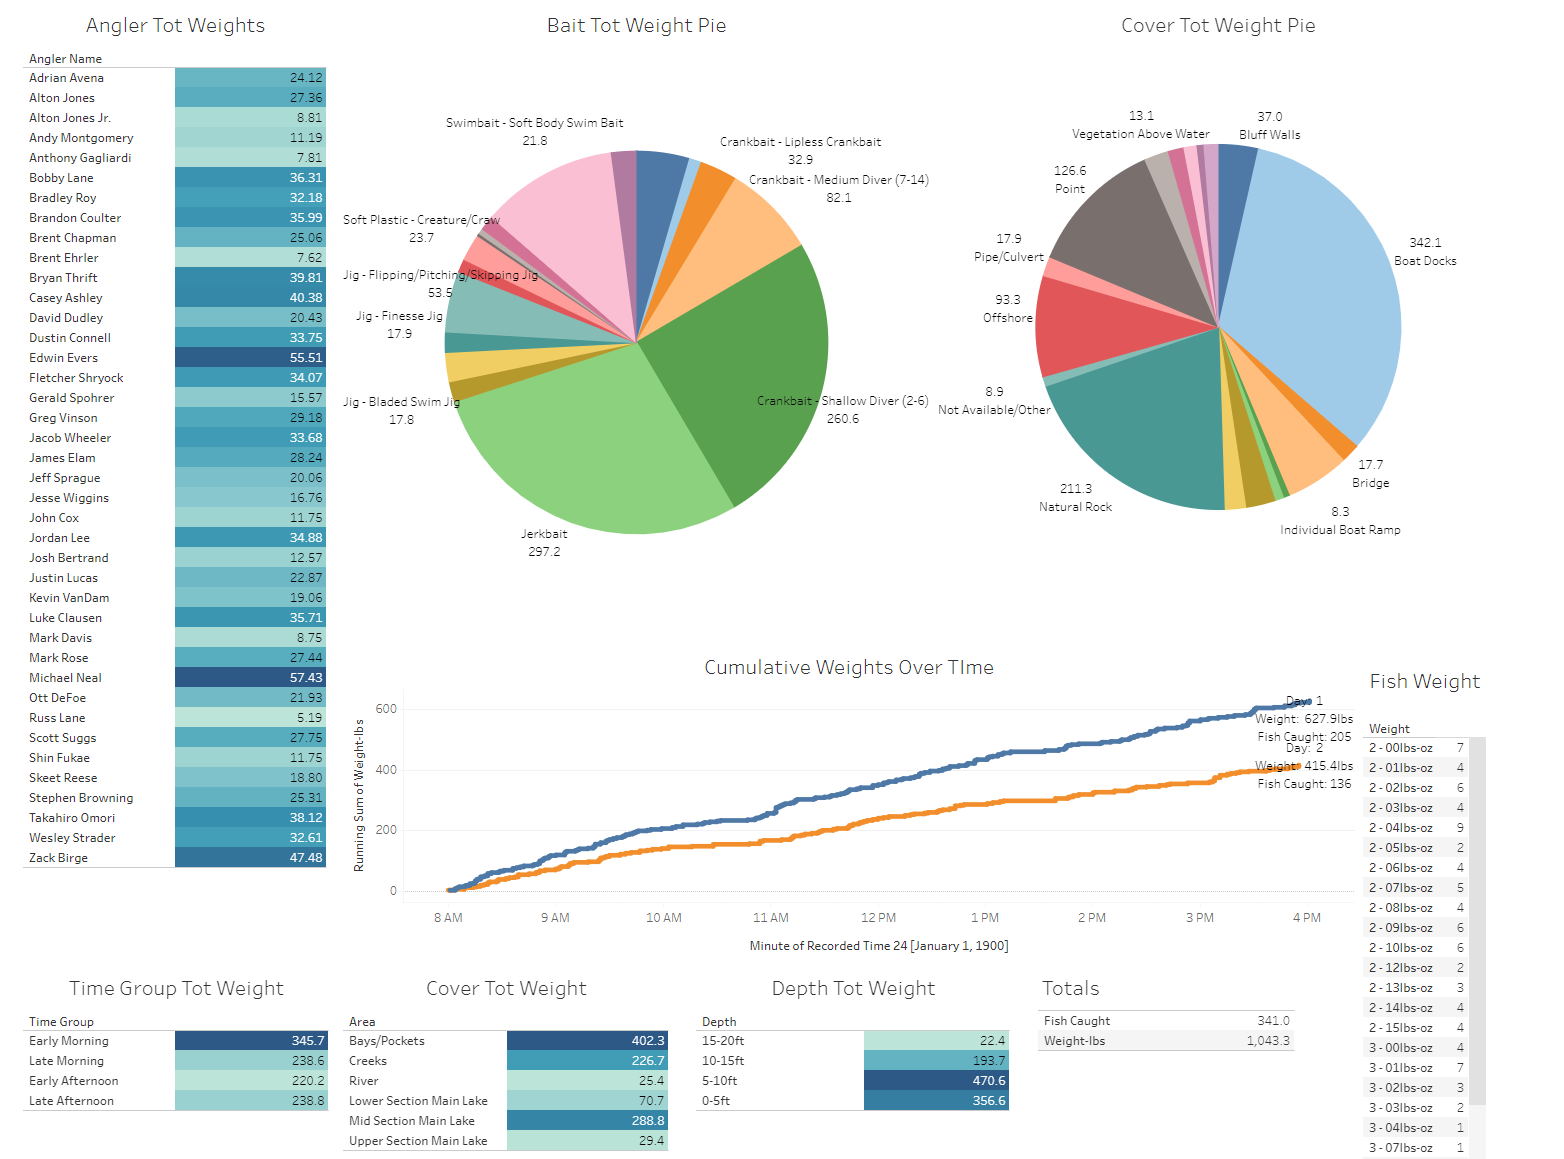 Angler Tot Weights
Angler Name
Adrian Avena 24.12
Alton Jones 27.36
Alton Jones Jr. 8.81
Andy Montgomery 11.19
Anthony Gagliardi 7.81
Bobby Lane 36.31
Bradley Roy 32.18
Brandon Coulter 35.99
Brent Chapman 25.06
Brent Ehrler 7.62
Bryan Thrift 39.81
Casey Ashley 40.38
David Dudley 20.43
Dustin Connell 33.75
Edwin Evers 55.51
Fletcher Shryock 34.07
Gerald Spohrer 15.57
Greg Vinson 29.18
Jacob Wheeler 33.68
James Elam 28.24
Jeff Sprague 20.06
Jesse Wiggins 16.76
John Cox 11.75
Jordan Lee 34.88
Josh Bertrand 12.57
Justin Lucas 22.87
Kevin VanDam 19.06
Luke Clausen 35.71
Mark Davis 8.75
Mark Rose 27.44
Michael Neal 57.43
Ott DeFoe 21.93
Russ Lane 5.19
Scott Suggs 27.75
Shin Fukae 11.75
Skeet Reese 18.80
Stephen Browning 25.31
Takahiro Omori 38.12
Wesley Strader 32.61
Zack Birge 47.48
Bait Tot Weight Pie
Swimbait - Soft Body Swim Bait
21.8
Crankbait - Lipless Crankbait
32.9
Crankbait - Medium Diver (7-14)
82.1
Soft Plastic - Creature/Craw
23.7
Jig - Flipping/Pitching/Skipping Jig
53.5
Jig - Finesse Jig
17.9
Jig - Bladed Swim Jig
17.8
Crankbait - Shallow Diver (2-6)
260.6
Jerkbait
297.2
Cover Tot Weight Pie
13.1
Vegetation Above Water
37.0
Bluff Walls
126.6
Point
342.1
Boat Docks
17.9
Pipe/Culvert
93.3
Offshore
8.9
Not Available/Other
17.7
Bridge
211.3
Natural Rock
8.3
Individual Boat Ramp
Cumulative Weights Over TIme
Running Sum of Weight-lbs
600
400
200
0
Day: 1
Weight: 627.9lbs
Fish Caught: 205
Day: 2
Weight: 415.4lbs
Fish Caught: 136
8 AM 9 AM 10 AM 11 AM 12 PM 1 PM 2 PM 3 PM 4 PM
Minute of Recorded Time 24 [January 1, 1900]
Fish Weight
Weight
2 - 00lbs-oz 7
2 - 01lbs-oz 4
2 - 02lbs-oz 6
2 - 03lbs-oz 4
2 - 04lbs-oz 9
2 - 05lbs-oz 2
2 - 06lbs-oz 4
2 - 07lbs-oz 5
2 - 08lbs-oz 4
2 - 09lbs-oz 6
2 - 10lbs-oz 6
2 - 12lbs-oz 2
2 - 13lbs-oz 3
2 - 14lbs-oz 4
2 - 15lbs-oz 4
3 - 00lbs-oz 4
3 - 01lbs-oz 7
3 - 02lbs-oz 3
3 - 03lbs-oz 2
3 - 04lbs-oz 1
3 - 07lbs-oz 1
Time Group Tot Weight
Time Group
Early Morning 345.7
Late Morning 238.6
Early Afternoon 220.2
Late Afternoon 238.8
Cover Tot Weight
Area
Bays/Pockets 402.3
Creeks 226.7
River 25.4
Lower Section Main Lake 70.7
Mid Section Main Lake 288.8
Upper Section Main Lake 29.4
Depth Tot Weight
Depth
15-20ft 22.4
10-15ft 193.7
5-10ft 470.6
0-5ft 356.6
Totals
Fish Caught 341.0
Weight-lbs 1,043.3